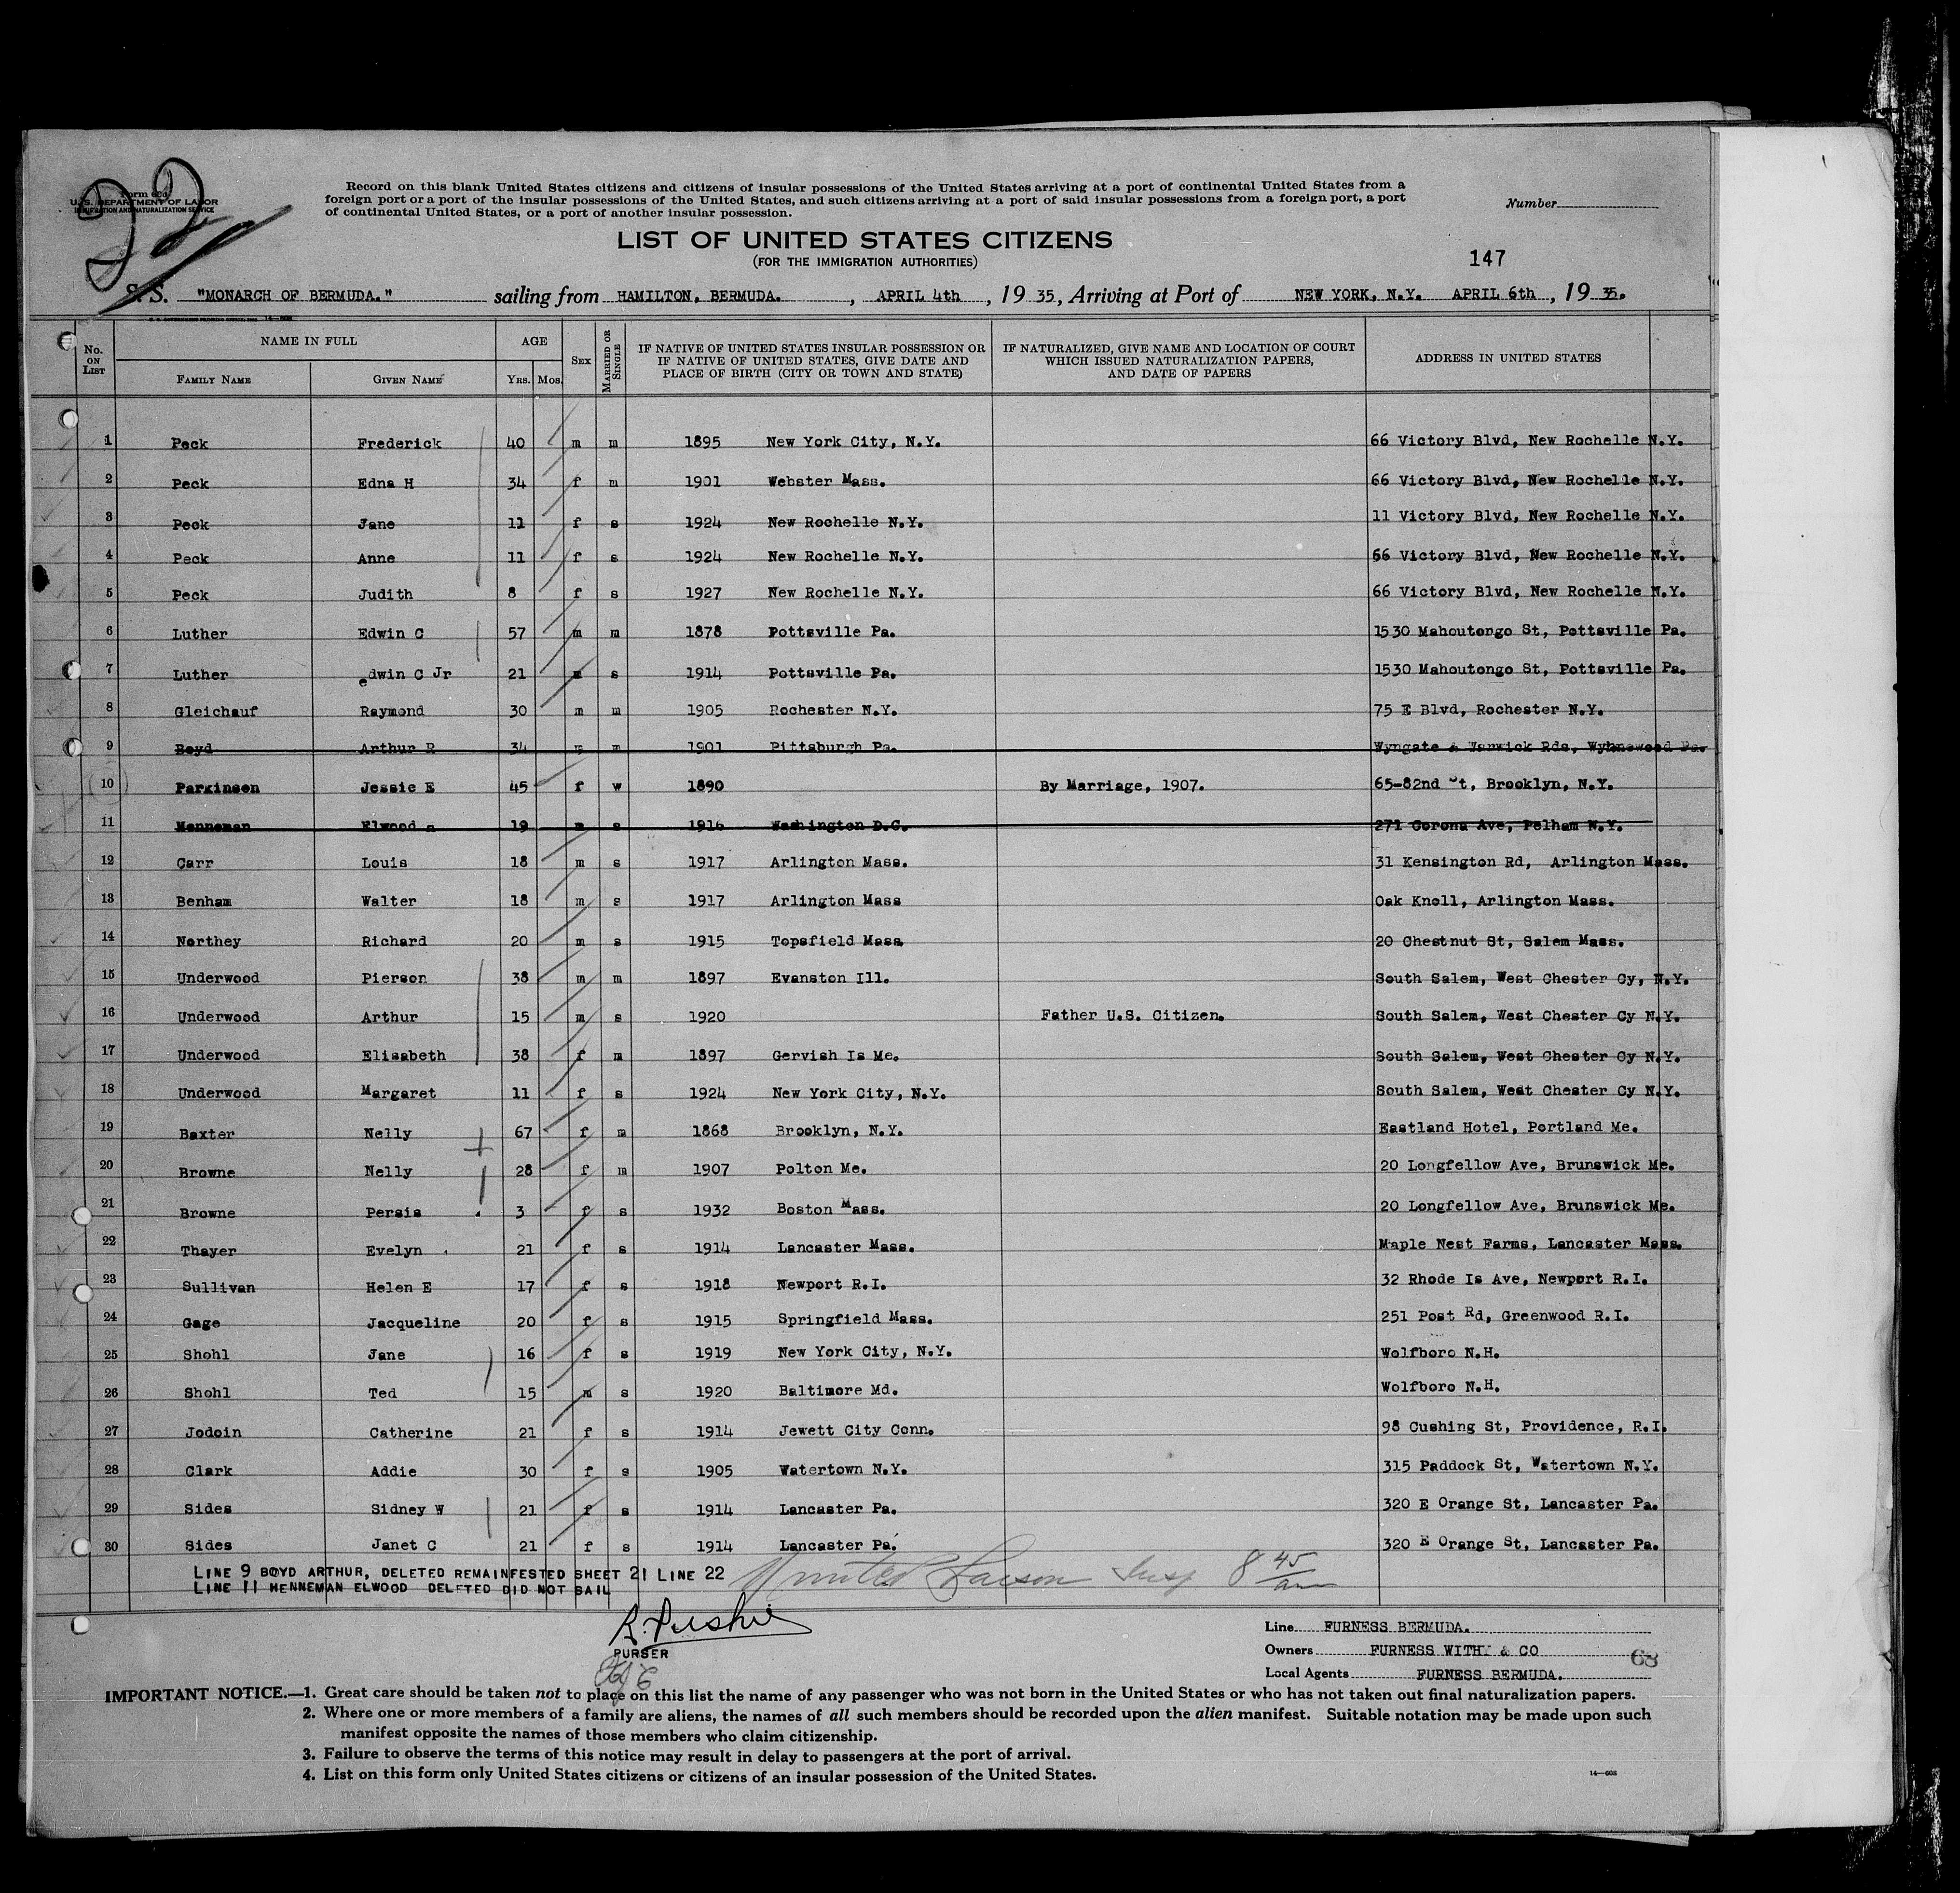 22
Form 630
U.S. DEPARTMENT OF LABOR
IMMIGRATION AND NATURALIZATION SERVICE
Record on this blank United States citizens and citizens of insular possessions of the United States arriving at a port of continental United States from a
foreign port or a port of the insular possessions of the United States, and such citizens arriving at a port of said insular possessions from a foreign port, a port
of continental United States, or a port of another insular possession.
Number
LIST OF UNITED STATES CITIZENS
(FOR THE IMMIGRATION AUTHORITIES)
147
S. S. "MONARCH OF BERMUDA." sailing from HAMILTON, BERMUDA. , APRIL 4th , 19 35, Arriving at Port of NEW YORK, N.Y. APRIL 6th , 19 35.
No. ON LIST NAME IN FULL FAMILY NAME GIVEN NAME AGE YRS. MOS. SEX MARRIED OR SINGLE IF NATIVE OF UNITED STATES INSULAR POSSESSION OR IF NATIVE OF UNITED STATES, GIVE DATE AND PLACE OF BIRTH (CITY OR TOWN AND STATE) IF NATURALIZED, GIVE NAME AND LOCATION OF COURT WHICH ISSUED NATURALIZATION PAPERS, AND DATE OF PAPERS ADDRESS IN UNITED STATES
1 Peck Frederick 40 m m 1895 New York City, N.Y. 66 Victory Blvd, New Rochelle N.Y.
2 Peck Edna H 34 f m 1901 Webster Mass. 66 Victory Blvd, New Rochelle N.Y.
3 Peck Jane 11 f s 1924 New Rochelle N.Y. 11 Victory Blvd, New Rochelle N.Y.
4 Peck Anne 11 f s 1924 New Rochelle N.Y. 66 Victory Blvd, New Rochelle N.Y.
5 Peck Judith 8 f s 1927 New Rochelle N.Y. 66 Victory Blvd, New Rochelle N.Y.
6 Luther Edwin C 57 m m 1878 Pottsville Pa. 1530 Mahoutongo St, Pottsville Pa.
7 Luther edwin C Jr 21 m s 1914 Pottsville Pa. 1530 Mahoutongo St, Pottsville Pa.
8 Gleichauf Raymond 30 m m 1905 Rochester N.Y. 75 E Blvd, Rochester N.Y.
9 Boyd Arthur R 34 m m 1901 Pittsburgh Pa. Wyngate & Warwick Rds, Wybnewood Pa.
10 Parkinson Jessie E 45 f w 1890 By Marriage, 1907. 65-82nd St, Brooklyn, N.Y.
11 Henneman Elwood a 19 m s 1916 Washington D.C. 271 Corona Ave, Pelham N.Y.
12 Carr Louis 18 m s 1917 Arlington Mass. 31 Kensington Rd, Arlington Mass.
13 Benham Walter 18 m s 1917 Arlington Mass Oak Knoll, Arlington Mass.
14 Northey Richard 20 m s 1915 Topsfield Mass 20 Chestnut St, Salem Mass.
15 Underwood Pierson 38 m m 1897 Evanston Ill. South Salem, West Chester Cy, N.Y.
16 Underwood Arthur 15 m s 1920 Father U.S. Citizen. South Salem, West Chester Cy N.Y.
17 Underwood Elisabeth 38 f m 1897 Gervish Is Me. South Salem, West Chester Cy N.Y.
18 Underwood Margaret 11 f s 1924 New York City, N.Y. South Salem, West Chester Cy N.Y.
19 Baxter Nelly 67 f m 1868 Brooklyn, N.Y. Eastland Hotel, Portland Me.
20 Browne Nelly 28 f m 1907 Polton Me. 20 Longfellow Ave, Brunswick Me.
21 Browne Persis 3 f s 1932 Boston Mass. 20 Longfellow Ave, Brunswick Me.
22 Thayer Evelyn 21 f s 1914 Lancaster Mass. Maple Nest Farms, Lancaster Mass.
23 Sullivan Helen E 17 f s 1918 Newport R.I. 32 Rhode Is Ave, Newport R.I.
24 Gage Jacqueline 20 f s 1915 Springfield Mass. 251 Post Rd, Greenwood R.I.
25 Shohl Jane 16 f s 1919 New York City, N.Y. Wolfboro N.H.
26 Shohl Ted 15 m s 1920 Baltimore Md. Wolfboro N.H.
27 Jodoin Catherine 21 f s 1914 Jewett City Conn. 98 Cushing St, Providence, R.I.
28 Clark Addie 30 f s 1905 Watertown N.Y. 315 Paddock St, Watertown N.Y.
29 Sides Sidney W 21 f s 1914 Lancaster Pa. 320 E Orange St, Lancaster Pa.
30 Sides Janet C 21 f s 1914 Lancaster Pa. 320 E Orange St, Lancaster Pa.
LINE 9 BOYD ARTHUR, DELETED REMAINFESTED SHEET 21 LINE 22
LINE 11 HENNEMAN ELWOOD DELETED DID NOT SAIL
Larson Insp 8 45 am
PURSER
Line FURNESS BERMUDA.
Owners FURNESS WITHY & CO
68
Local Agents FURNESS BERMUDA.
IMPORTANT NOTICE.—1. Great care should be taken not to place on this list the name of any passenger who was not born in the United States or who has not taken out final naturalization papers.
2. Where one or more members of a family are aliens, the names of all such members should be recorded upon the alien manifest. Suitable notation may be made upon such
manifest opposite the names of those members who claim citizenship.
3. Failure to observe the terms of this notice may result in delay to passengers at the port of arrival.
4. List on this form only United States citizens or citizens of an insular possession of the United States.
14—608